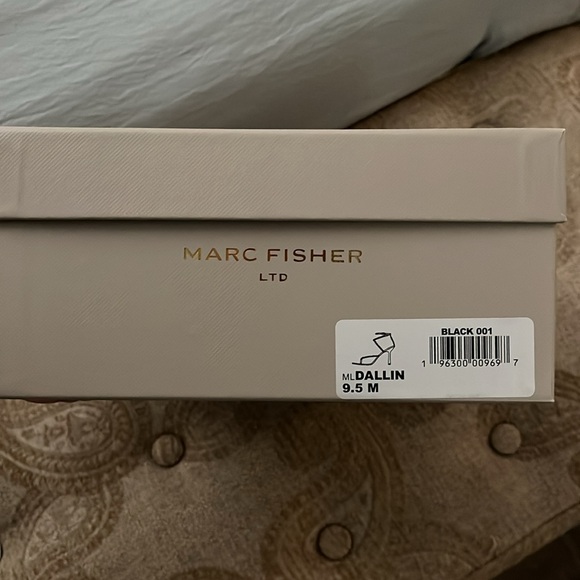 MARC FISHER
LTD
BLACK 001
1 96300 00969 7
MLDALLIN
9.5 M